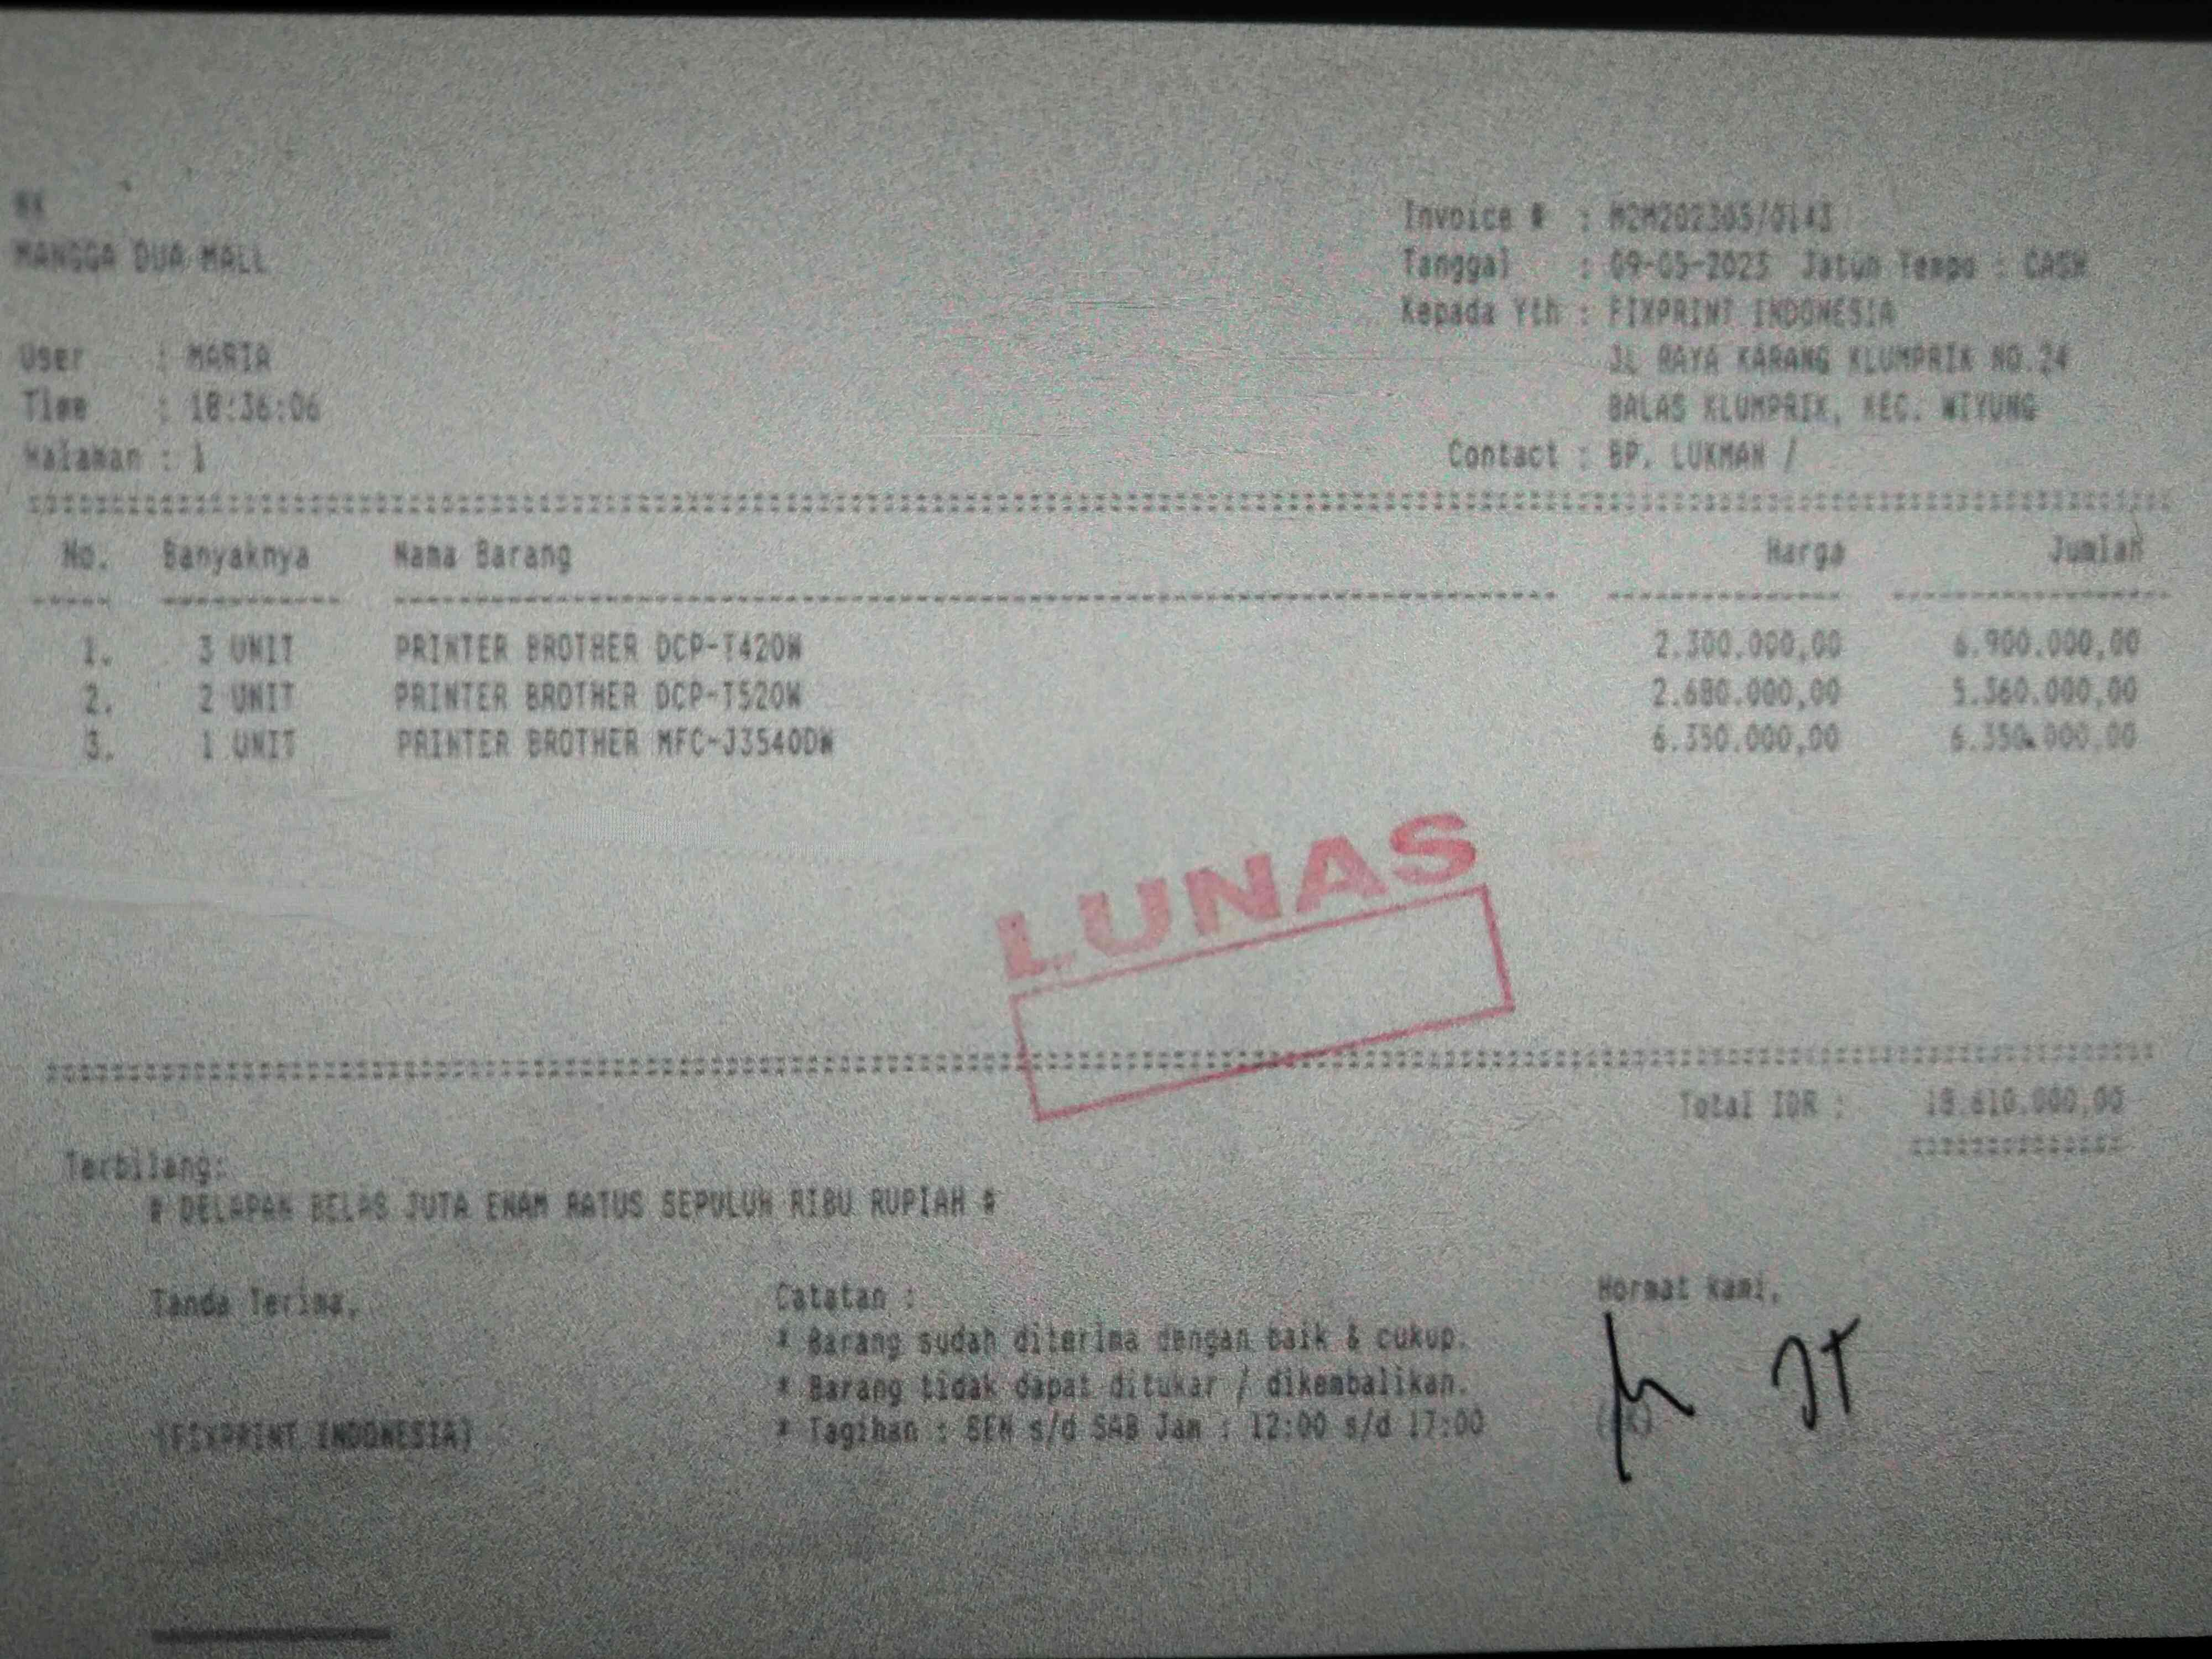 MANGGA DUA MALL
Invoice # : M2M202305/0143
Tanggal : 09-05-2023 Jatuh Tempo : CASH
Kepada Yth : FIXPRINT INDONESIA
JL RAYA KARANG KLUMPRIK NO.24
BALAS KLUMPRIK, KEC. WIYUNG
Contact : BP. LUKMAN /
User : MARIA
Time : 18:36:06
Halaman : 1
No. Banyaknya Nama Barang Harga Jumlah
1. 3 UNIT PRINTER BROTHER DCP-T420W 2.300.000,00 6.900.000,00
2. 2 UNIT PRINTER BROTHER DCP-T520W 2.680.000,00 5.360.000,00
3. 1 UNIT PRINTER BROTHER MFC-J3540DW 6.350.000,00 6.350.000,00
LUNAS
Total IDR : 18.610.000,00
Terbilang:
# DELAPAN BELAS JUTA ENAM RATUS SEPULUH RIBU RUPIAH #
Tanda Terima,
(FIXPRINT INDONESIA)
Catatan :
* Barang sudah diterima dengan baik & cukup.
* Barang tidak dapat ditukar / dikembalikan.
* Tagihan : SEN s/d SAB Jam : 12:00 s/d 17:00
Hormat kami,